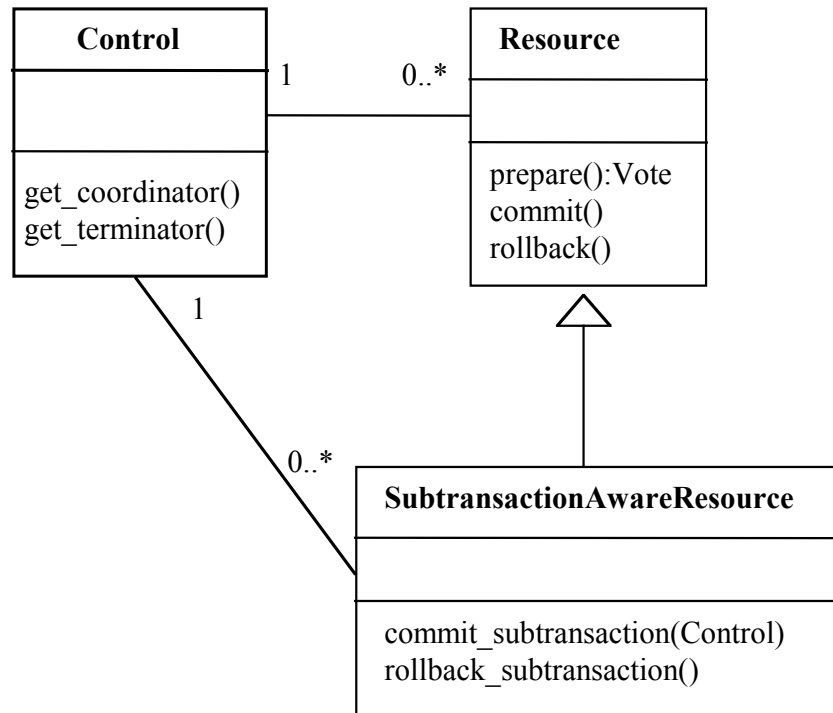 Control
get_coordinator()
get_terminator()
1
0..*
Resource
prepare():Vote
commit()
rollback()
1
0..*
SubtransactionAwareResource
commit_subtransaction(Control)
rollback_subtransaction()